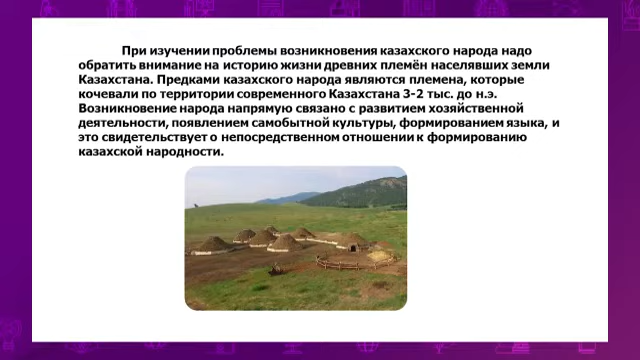 При изучении проблемы возникновения казахского народа надо
обратить внимание на историю жизни древних племён населявших земли
Казахстана. Предками казахского народа являются племена, которые
кочевали по территории современного Казахстана 3-2 тыс. до н.э.
Возникновение народа напрямую связано с развитием хозяйственной
деятельности, появлением самобытной культуры, формированием языка, и
это свидетельствует о непосредственном отношении к формированию
казахской народности.